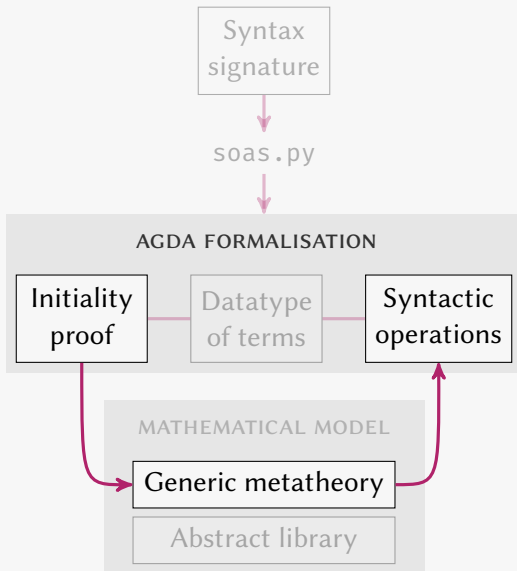 Syntax
signature
soas.py
AGDA FORMALISATION
Initiality
proof
Datatype
of terms
Syntactic
operations
MATHEMATICAL MODEL
Generic metatheory
Abstract library